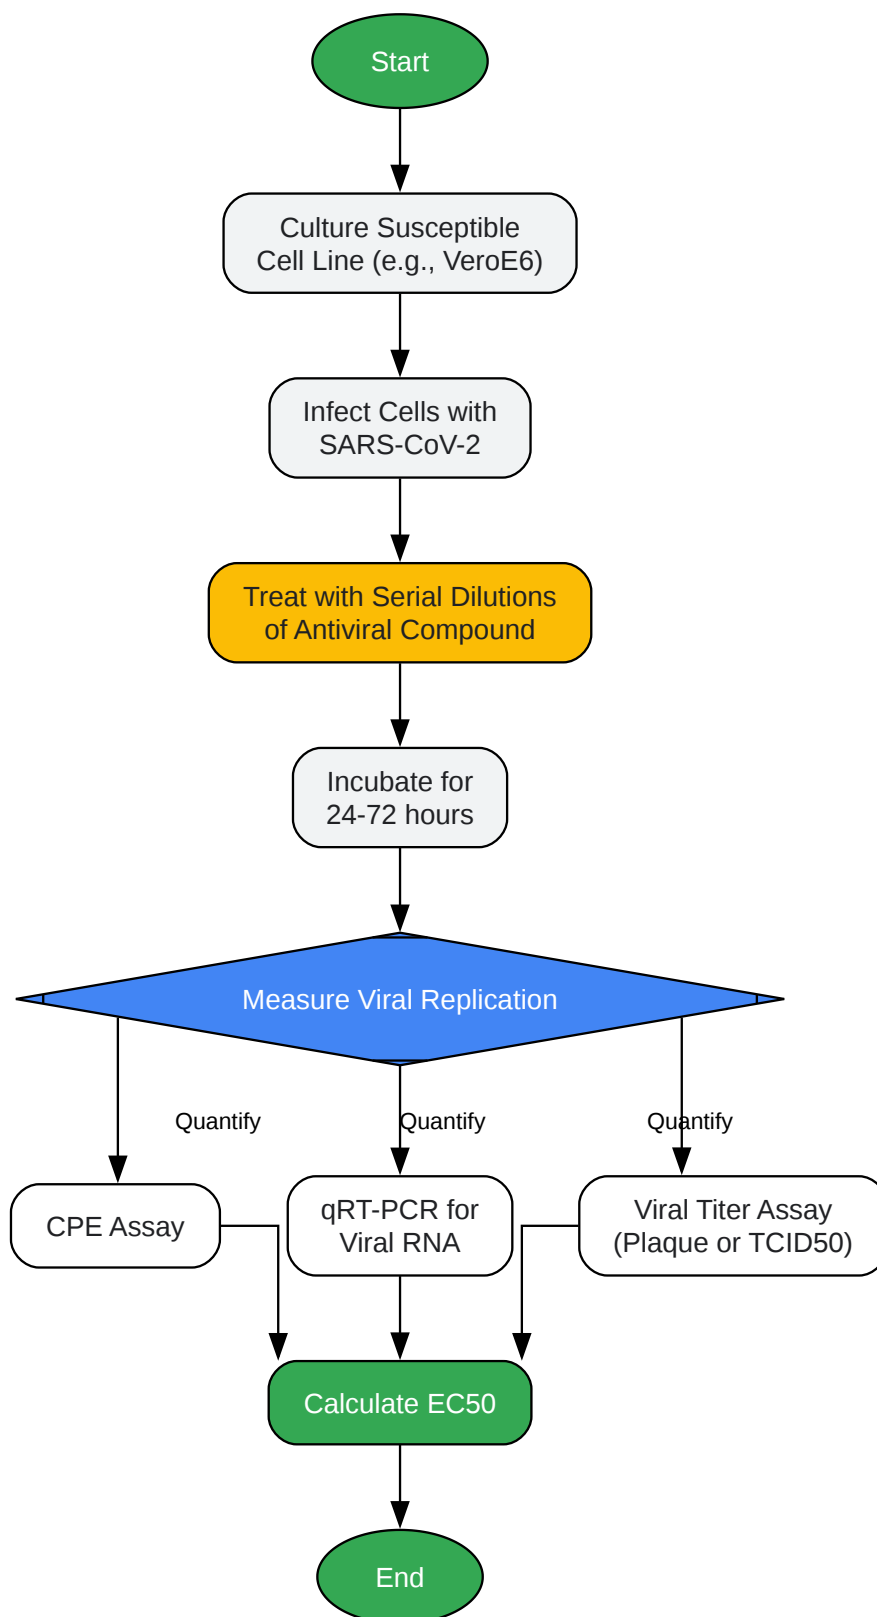 Start
Culture Susceptible
Cell Line (e.g., VeroE6)
Infect Cells with
SARS-CoV-2
Treat with Serial Dilutions
of Antiviral Compound
Incubate for
24-72 hours
Measure Viral Replication
Quantify
Quantify
Quantify
CPE Assay
qRT-PCR for
Viral RNA
Viral Titer Assay
(Plaque or TCID50)
Calculate EC50
End